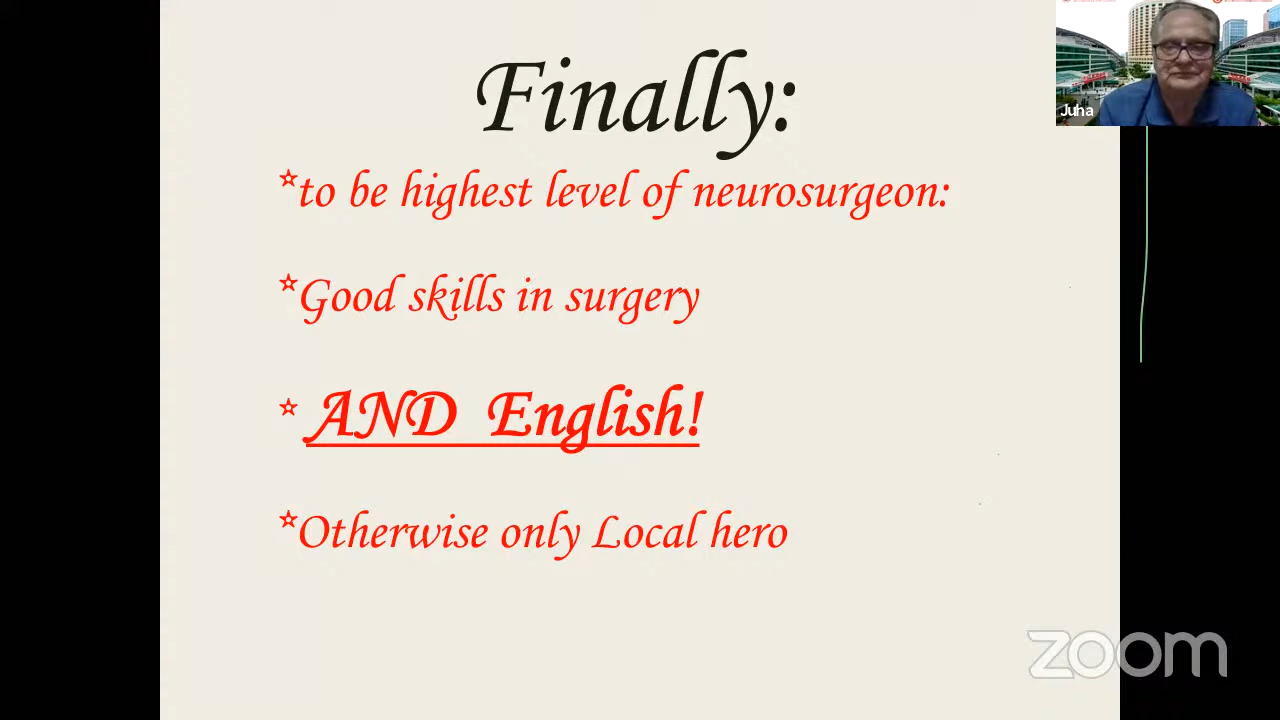 Finally:
Juha
*to be highest level of neurosurgeon:
*Good skills in surgery
* AND English!
*Otherwise only Local hero
zoom